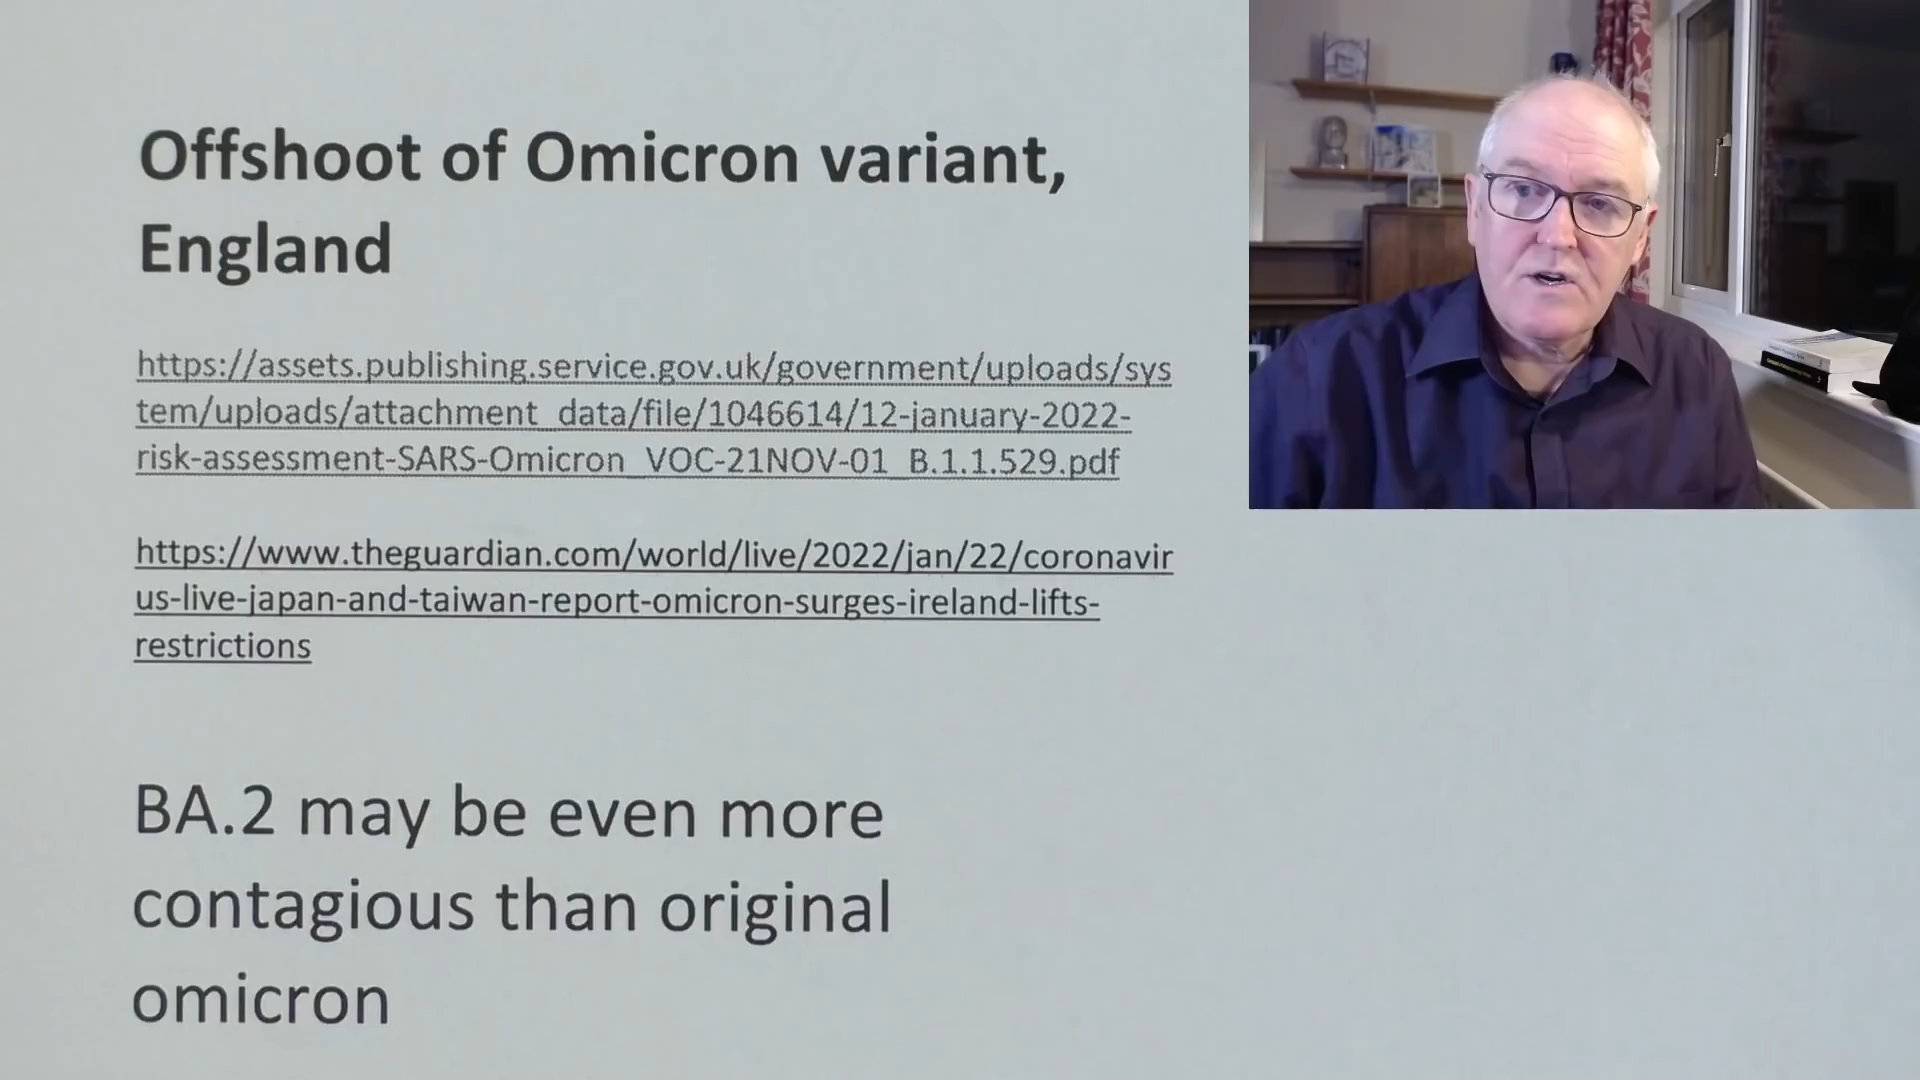 Offshoot of Omicron variant,
England
https://assets.publishing.service.gov.uk/government/uploads/sys
tem/uploads/attachment_data/file/1046614/12-january-2022-
risk-assessment-SARS-Omicron_VOC-21NOV-01_B.1.1.529.pdf
https://www.theguardian.com/world/live/2022/jan/22/coronavir
us-live-japan-and-taiwan-report-omicron-surges-ireland-lifts-
restrictions
BA.2 may be even more
contagious than original
omicron